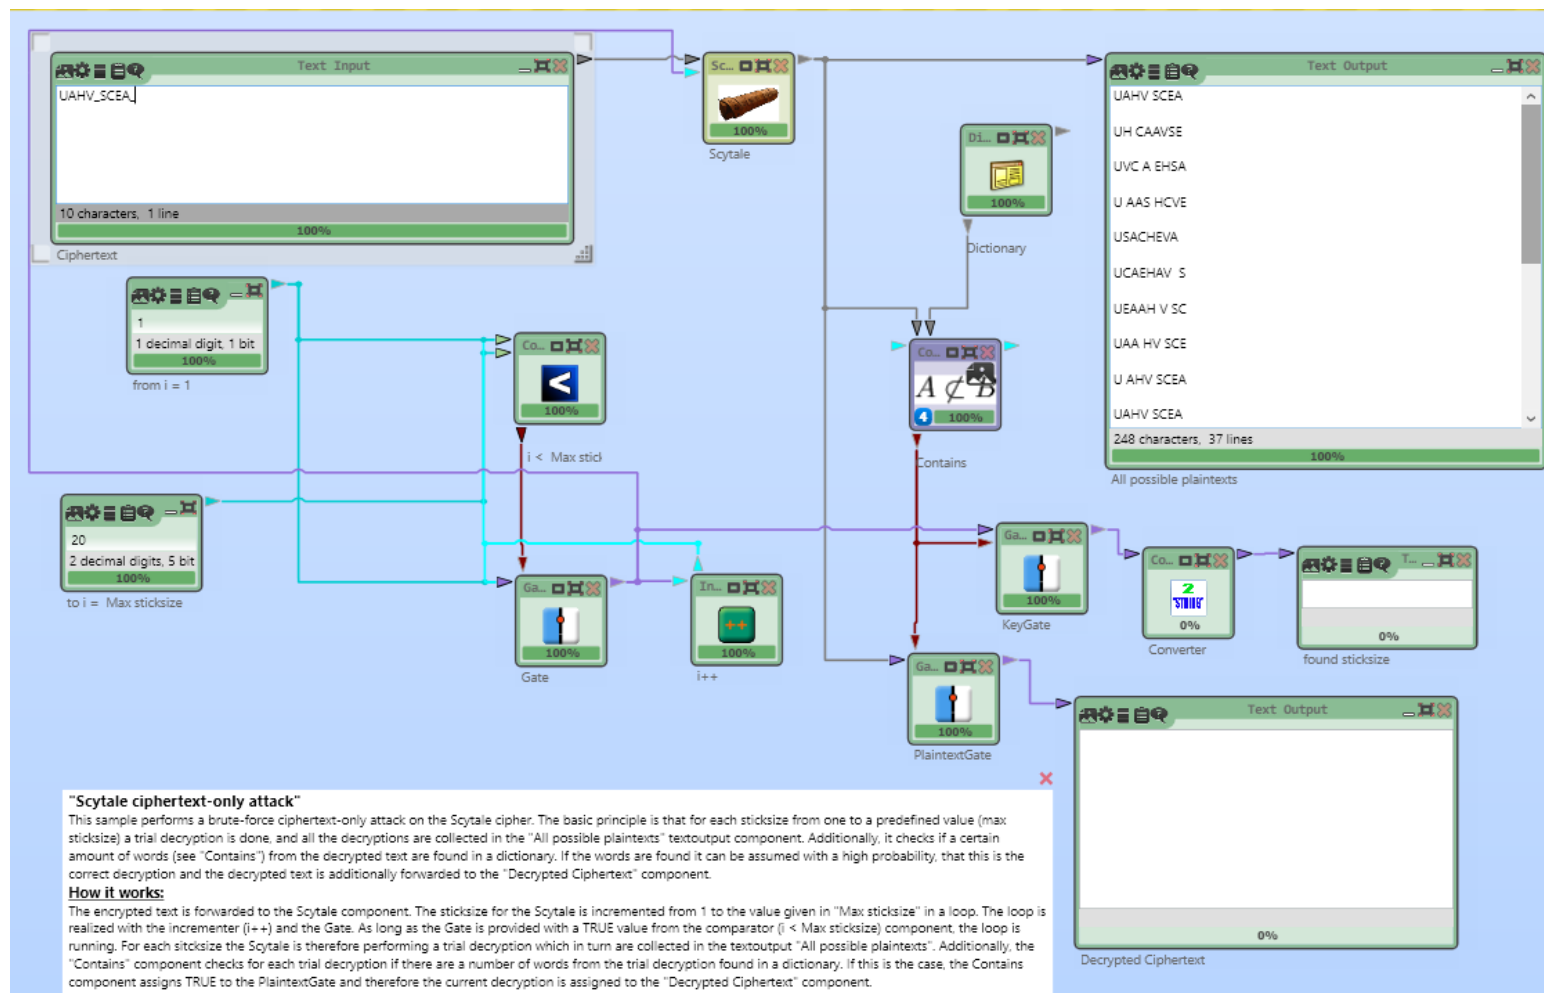 Text Input
UAHV_SCEA_
10 characters, 1 line
100%
Ciphertext
Sc...
100%
Scytale
Di...
100%
Dictionary
Text Output
UAHV SCEA
UH CAAVSE
UVC A EHSA
U AAS HCVE
USACHEVA
UCAEHAV  S
UEAAH V SC
UAA HV SCE
U AHV SCEA
UAHV SCEA
248 characters, 37 lines
100%
All possible plaintexts
1
1 decimal digit, 1 bit
100%
from i = 1
Co...
<
100%
i < Max stick
Co...
A ⊄ B
4
100%
Contains
20
2 decimal digits, 5 bit
100%
to i = Max sticksize
Ga...
100%
Gate
In...
++
100%
i++
Ga...
100%
KeyGate
Co...
2
"STRING"
0%
Converter
T...
0%
found sticksize
Ga...
100%
PlaintextGate
Text Output
0%
Decrypted Ciphertext
"Scytale ciphertext-only attack"
This sample performs a brute-force ciphertext-only attack on the Scytale cipher. The basic principle is that for each sticksize from one to a predefined value (max
sticksize) a trial decryption is done, and all the decryptions are collected in the "All possible plaintexts" textoutput component. Additionally, it checks if a certain
amount of words (see "Contains") from the decrypted text are found in a dictionary. If the words are found it can be assumed with a high probability, that this is the
correct decryption and the decrypted text is additionally forwarded to the "Decrypted Ciphertext" component.
How it works:
The encrypted text is forwarded to the Scytale component. The sticksize for the Scytale is incremented from 1 to the value given in "Max sticksize" in a loop. The loop is
realized with the incrementer (i++) and the Gate. As long as the Gate is provided with a TRUE value from the comparator (i < Max sticksize) component, the loop is
running. For each sitcksize the Scytale is therefore performing a trial decryption which in turn are collected in the textoutput "All possible plaintexts". Additionally, the
"Contains" component checks for each trial decryption if there are a number of words from the trial decryption found in a dictionary. If this is the case, the Contains
component assigns TRUE to the PlaintextGate and therefore the current decryption is assigned to the "Decrypted Ciphertext" component.